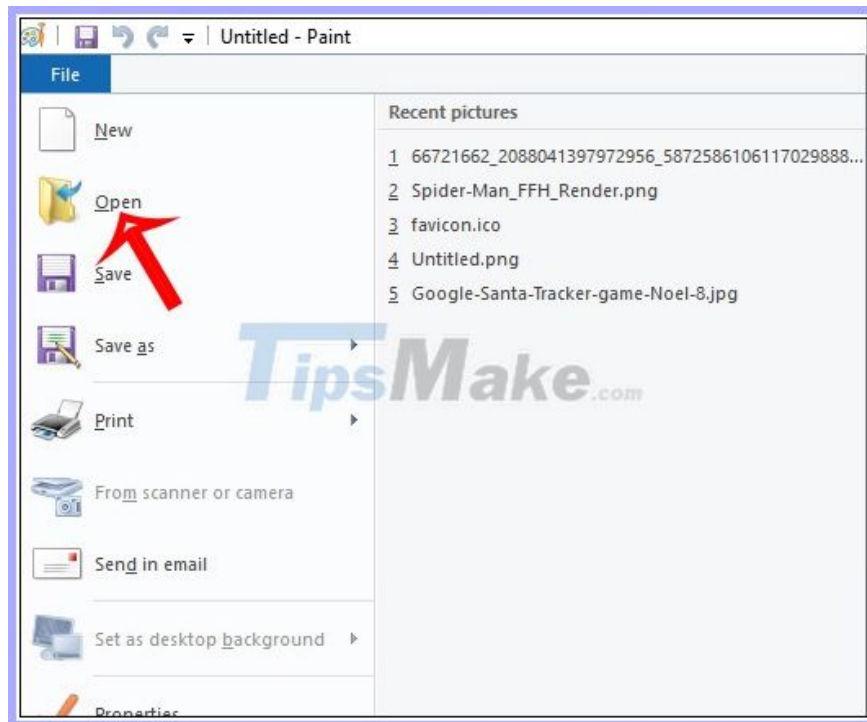 Untitled - Paint
File
New
Open
Save
Save as
Print
From scanner or camera
Send in email
Set as desktop background
Properties
Recent pictures
1 66721662_2088041397972956_5872586106117029888...
2 Spider-Man_FFH_Render.png
3 favicon.ico
4 Untitled.png
5 Google-Santa-Tracker-game-Noel-8.jpg
TipsMake.com